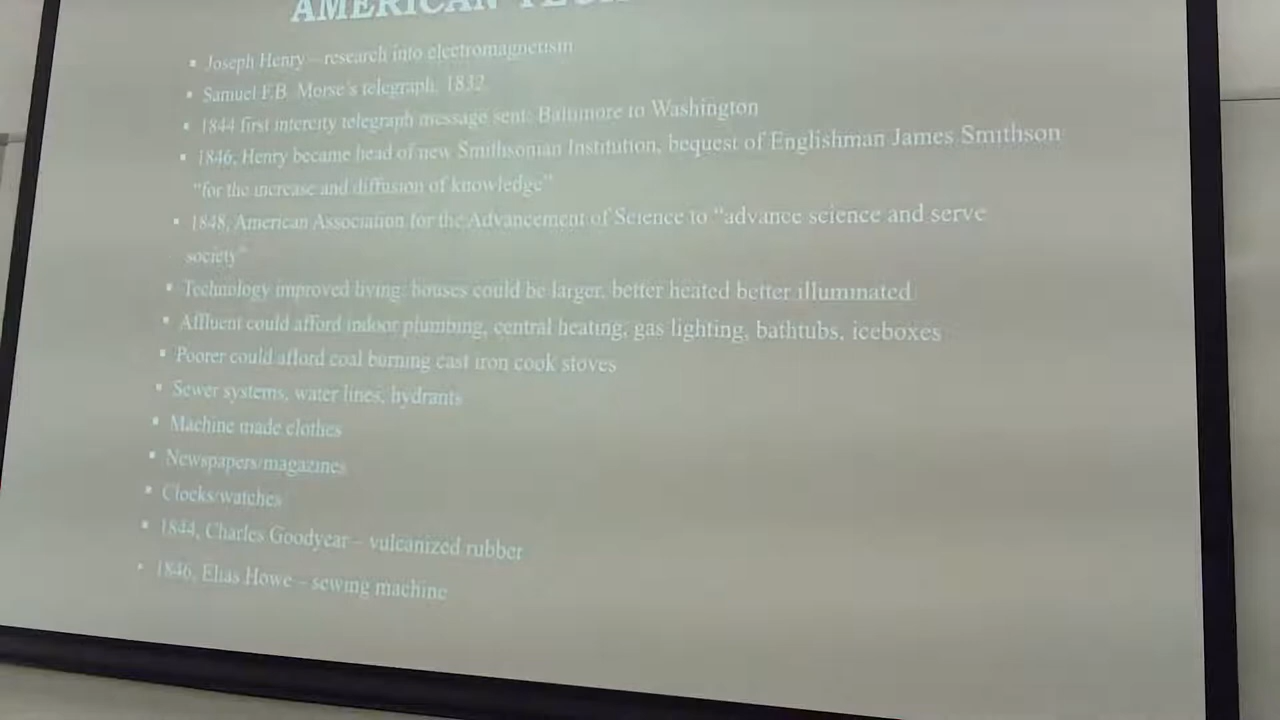 AMERICAN
▪ Joseph Henry – research into electromagnetism
▪ Samuel F.B. Morse's telegraph, 1832
▪ 1844 first intercity telegraph message sent: Baltimore to Washington
▪ 1846, Henry became head of new Smithsonian Institution, bequest of Englishman James Smithson
"for the increase and diffusion of knowledge"
▪ 1848, American Association for the Advancement of Science to "advance science and serve
society"
▪ Technology improved living: houses could be larger, better heated better illuminated
▪ Affluent could afford indoor plumbing, central heating, gas lighting, bathtubs, iceboxes
▪ Poorer could afford coal burning cast iron cook stoves
▪ Sewer systems, water lines, hydrants
▪ Machine made clothes
▪ Newspapers/magazines
▪ Clocks/watches
▪ 1844, Charles Goodyear – vulcanized rubber
▪ 1846, Elias Howe – sewing machine